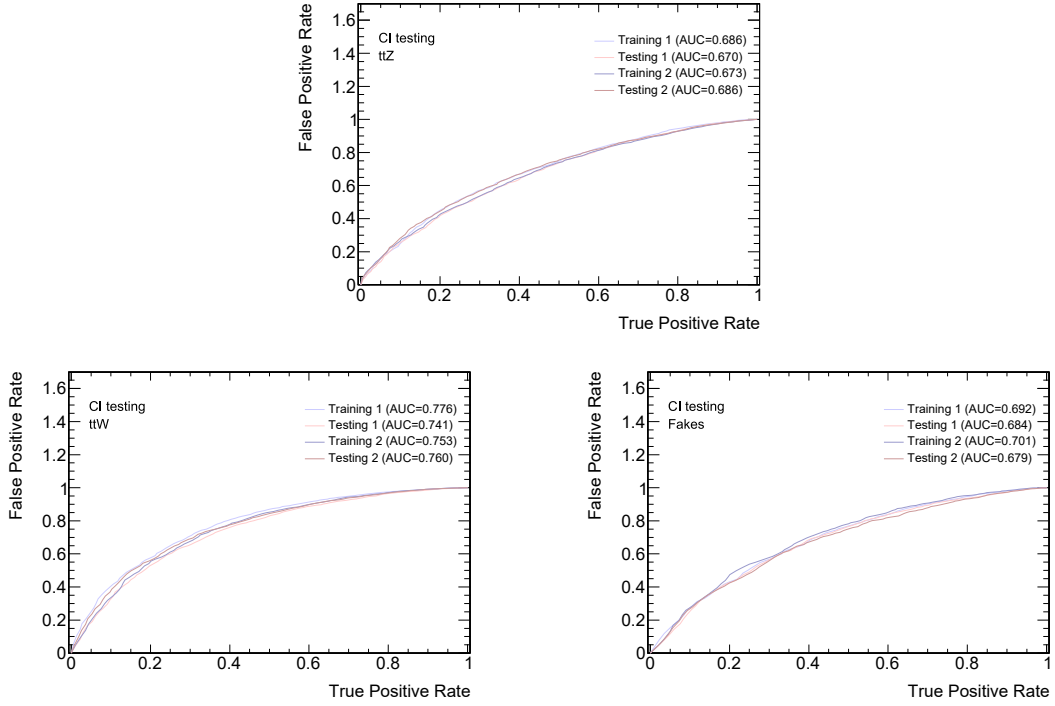 CI testing
ttZ
Training 1 (AUC=0.686)
Testing 1 (AUC=0.670)
Training 2 (AUC=0.673)
Testing 2 (AUC=0.686)
False Positive Rate
1.6
1.4
1.2
1
0.8
0.6
0.4
0.2
0
0 0.2 0.4 0.6 0.8 1
True Positive Rate
CI testing
ttW
Training 1 (AUC=0.776)
Testing 1 (AUC=0.741)
Training 2 (AUC=0.753)
Testing 2 (AUC=0.760)
False Positive Rate
1.6
1.4
1.2
1
0.8
0.6
0.4
0.2
0
0 0.2 0.4 0.6 0.8 1
True Positive Rate
CI testing
Fakes
Training 1 (AUC=0.692)
Testing 1 (AUC=0.684)
Training 2 (AUC=0.701)
Testing 2 (AUC=0.679)
False Positive Rate
1.6
1.4
1.2
1
0.8
0.6
0.4
0.2
0
0 0.2 0.4 0.6 0.8 1
True Positive Rate